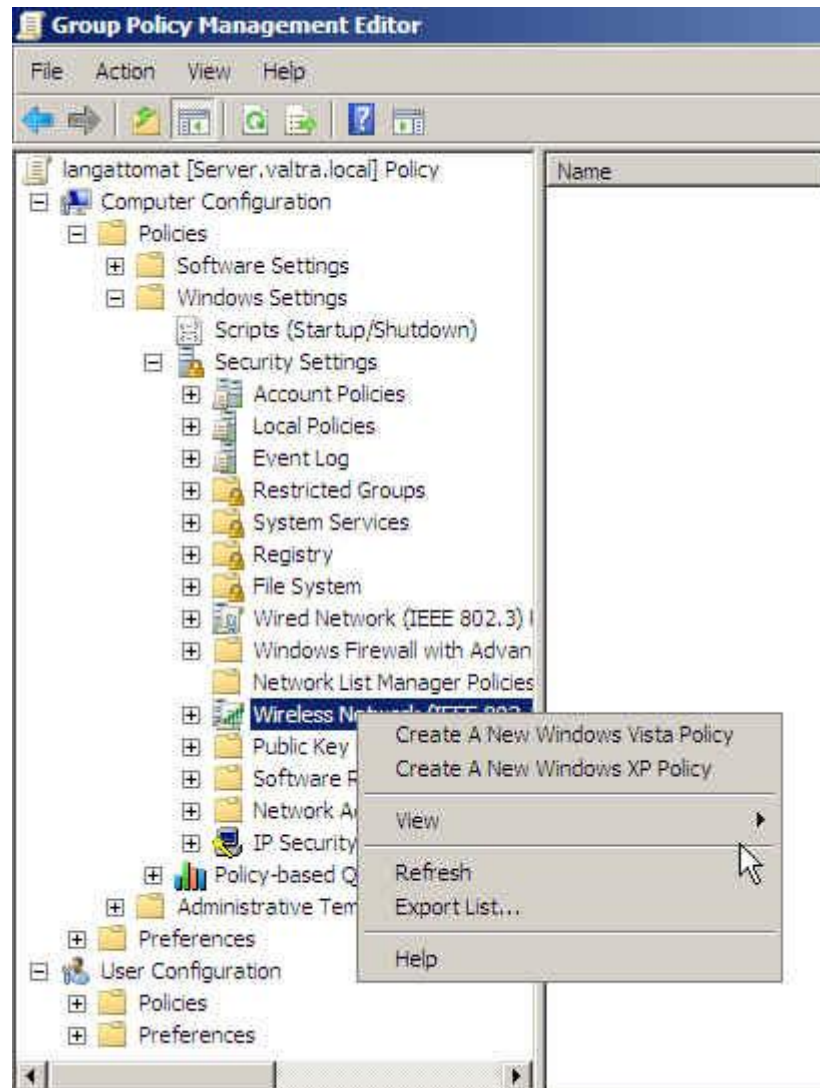 Group Policy Management Editor
File Action View Help
langattomat [Server.valtra.local] Policy
Name
Computer Configuration
Policies
Software Settings
Windows Settings
Scripts (Startup/Shutdown)
Security Settings
Account Policies
Local Policies
Event Log
Restricted Groups
System Services
Registry
File System
Wired Network (IEEE 802.3)
Windows Firewall with Advan
Network List Manager Policies
Wireless
Create A New Windows Vista Policy
Public Key
Create A New Windows XP Policy
Software R
Network A
View
IP Security
Policy-based Q
Refresh
Administrative Tem
Export List...
Preferences
Help
User Configuration
Policies
Preferences